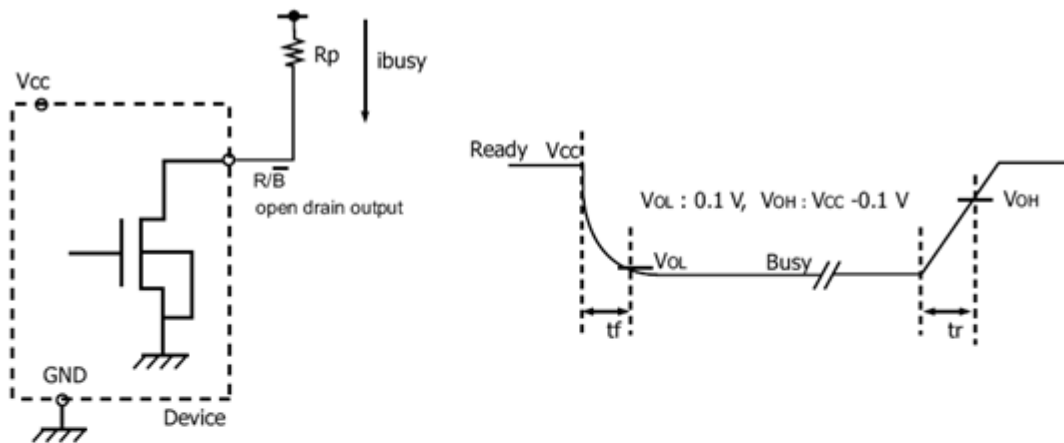 Rp
ibusy
Vcc
R/B̅
open drain output
GND
Device
Ready Vcc
VOL : 0.1 V, VOH : VCC -0.1 V
VOH
VOL
Busy
tf
tr